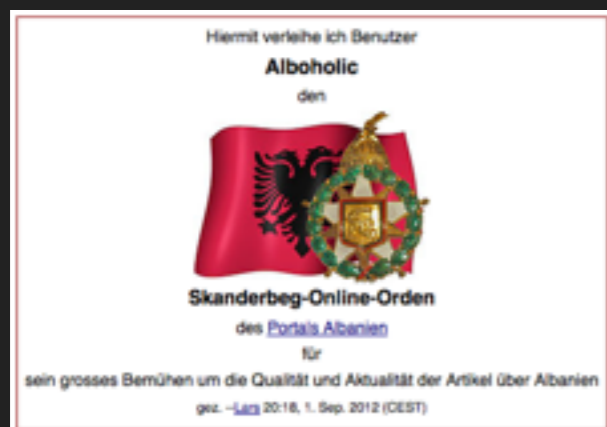 Hiermit verleihe ich Benutzer
Alboholic
den
Skanderbeg-Online-Orden
des Portals Albanien
für
sein grosses Bemühen um die Qualität und Aktualität der Artikel über Albanien
gez. –Lars 20:18, 1. Sep. 2012 (CEST)